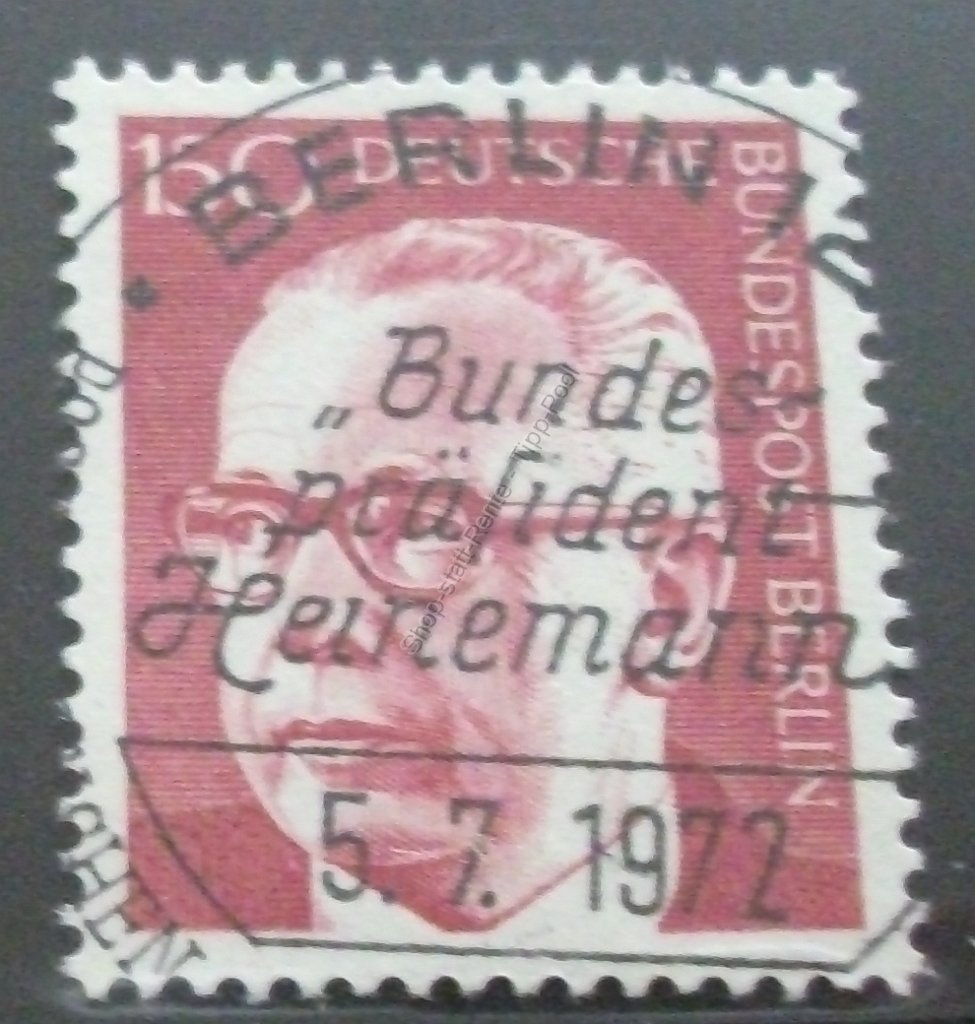 150 DEUTSCHE
BUNDESPOST BERLIN
BERLIN
„Bundes-
präsident
Heinemann
5. 7. 1972
Shop-statt-Rente - Tipp-Pool